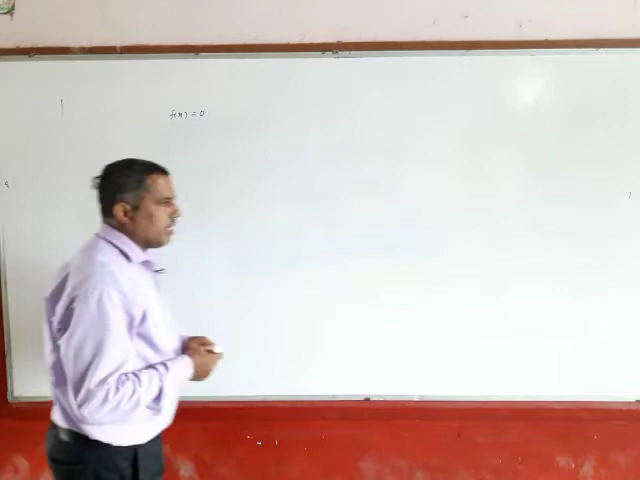 f(x) = 0